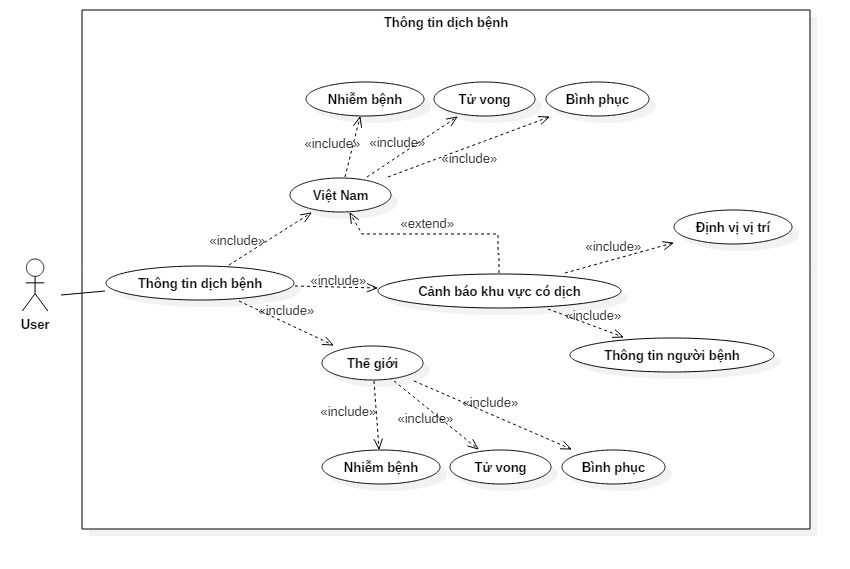 Thông tin dịch bệnh
Nhiễm bệnh
Tử vong
Bình phục
«include»
«include»
«include»
Việt Nam
«extend»
Định vị vị trí
«include»
«include»
Thông tin dịch bệnh
«include»
Cảnh báo khu vực có dịch
User
«include»
«include»
Thông tin người bệnh
Thế giới
«include»
«include»
«include»
Nhiễm bệnh
Tử vong
Bình phục